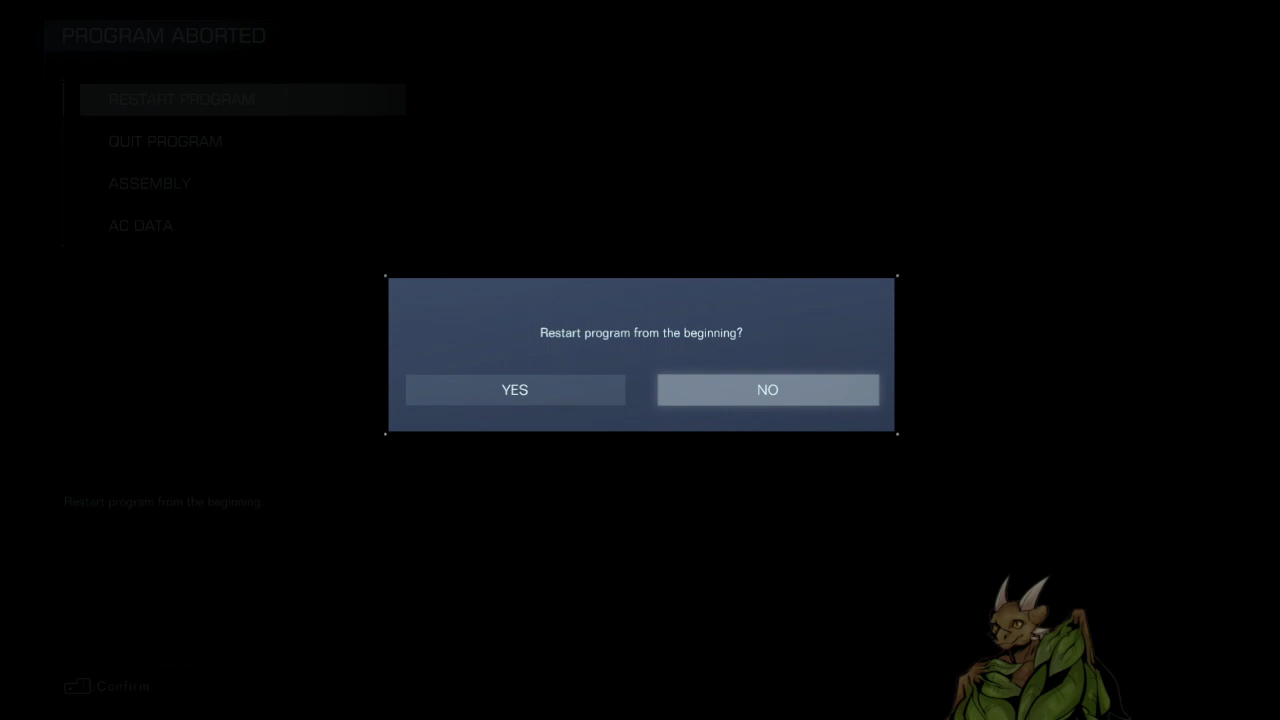 PROGRAM ABORTED
RESTART PROGRAM
QUIT PROGRAM
ASSEMBLY
AC DATA
Restart program from the beginning?
YES
NO
Restart program from the beginning.
Confirm